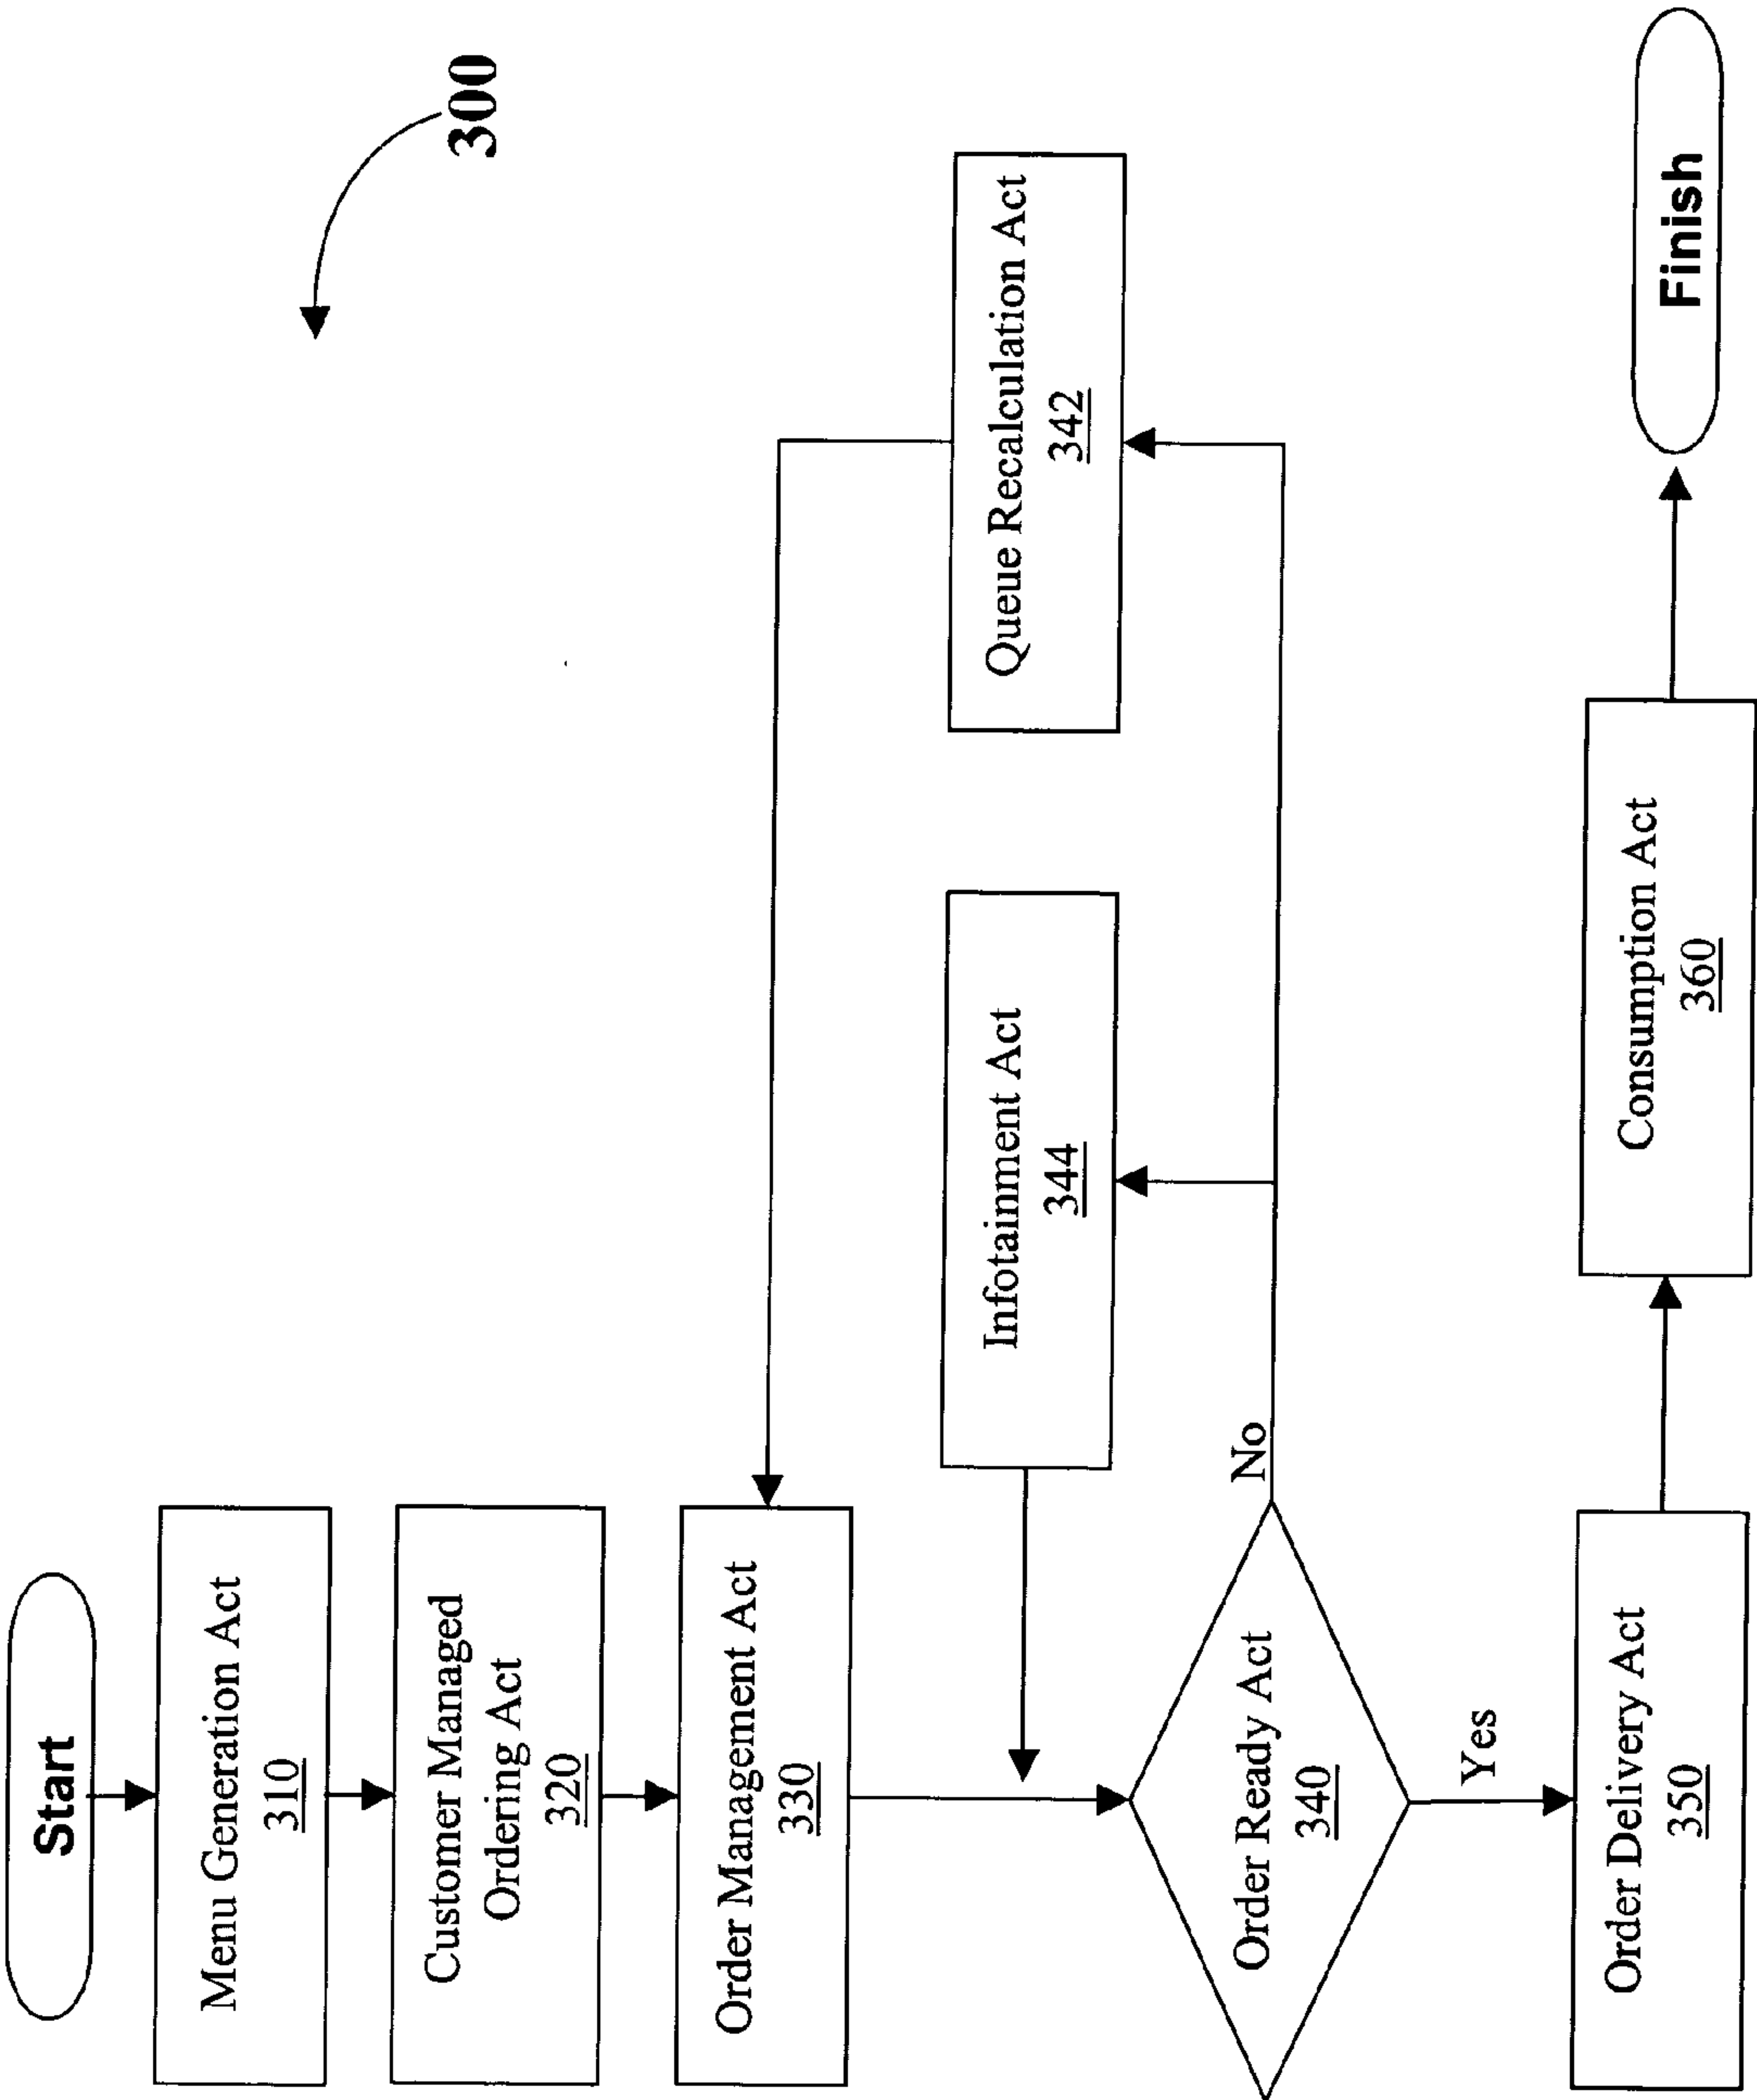 300
Start
Menu Generation Act
310
Customer Managed
Ordering Act
320
Order Management Act
330
Queue Recalculation Act
342
Infotainment Act
344
Order Ready Act
340
No
Yes
Order Delivery Act
350
Consumption Act
360
Finish